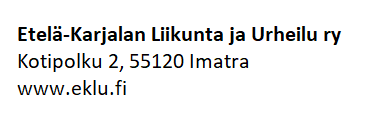 Etelä-Karjalan Liikunta ja Urheilu ry
Kotipolku 2, 55120 Imatra
www.eklu.fi